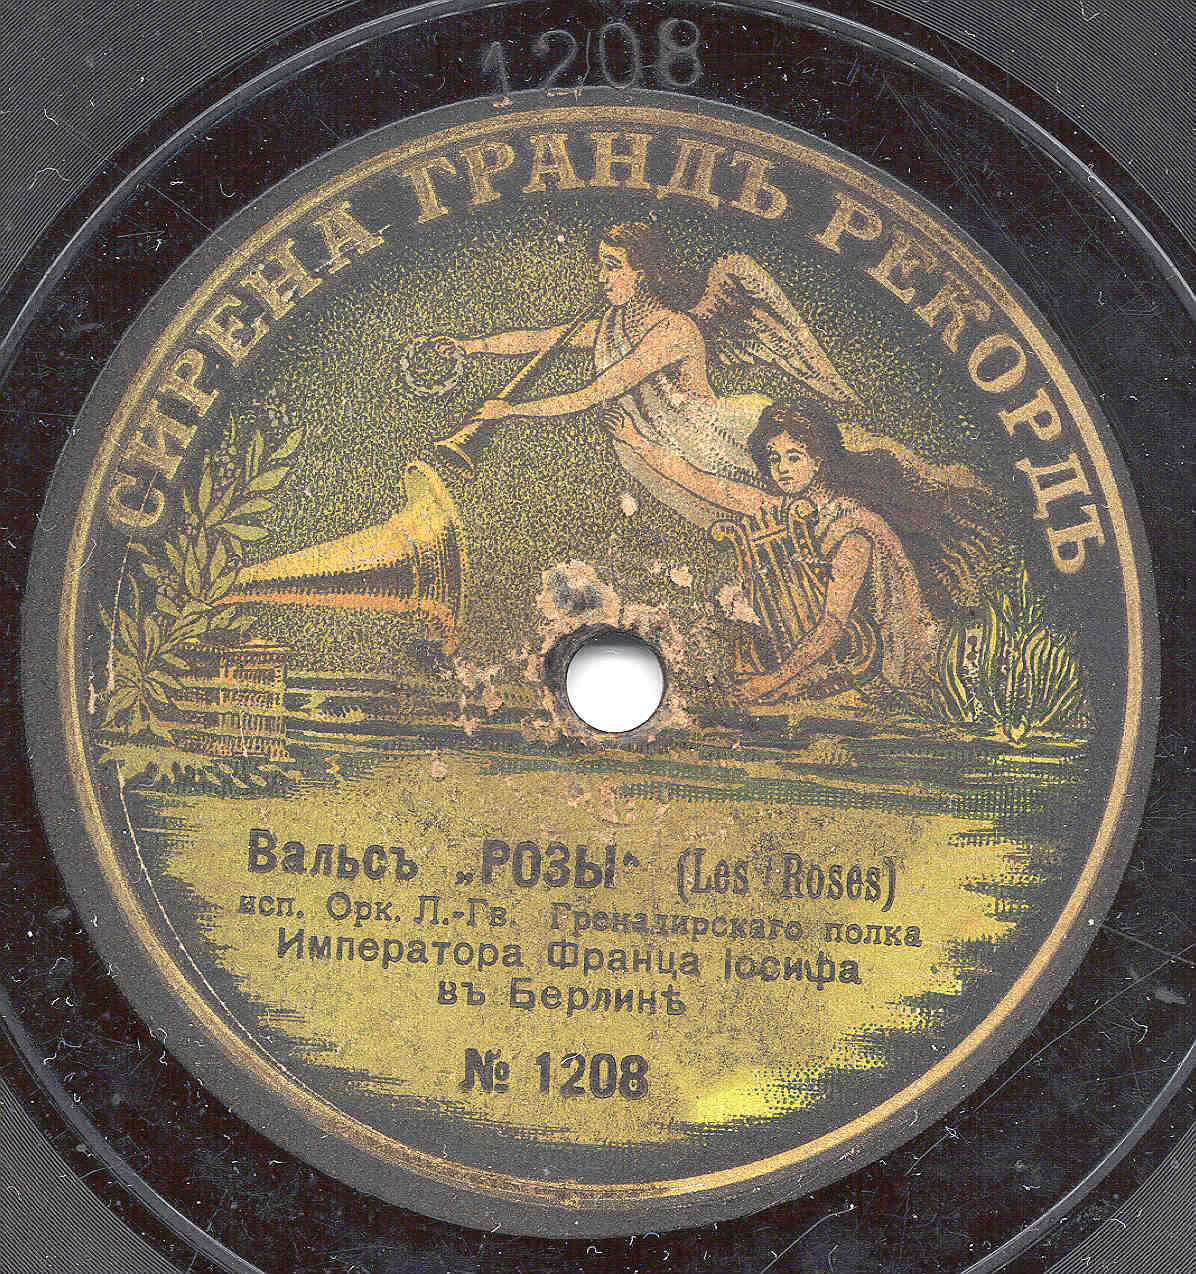 1208
СИРЕНА ГРАНДЪ РЕКОРДЪ
Вальсъ „РОЗЫ“ (Les Roses)
исп. Орк. Л.-Гв. Гренадирскаго полка
Императора Франца Іосифа
въ Берлинѣ
№ 1208